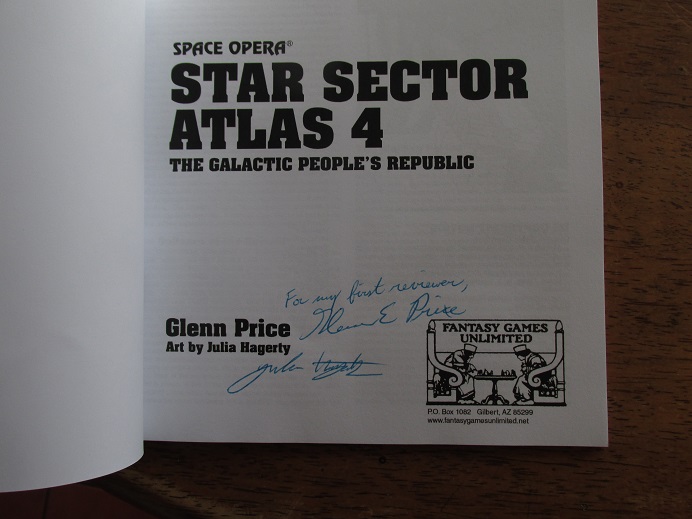 SPACE OPERA®
STAR SECTOR
ATLAS 4
THE GALACTIC PEOPLE'S REPUBLIC
For my first reviewer,
Glenn E Price
Glenn Price
Art by Julia Hagerty
Julia
FANTASY GAMES
UNLIMITED
P.O. Box 1082 Gilbert, AZ 85299
www.fantasygamesunlimited.net